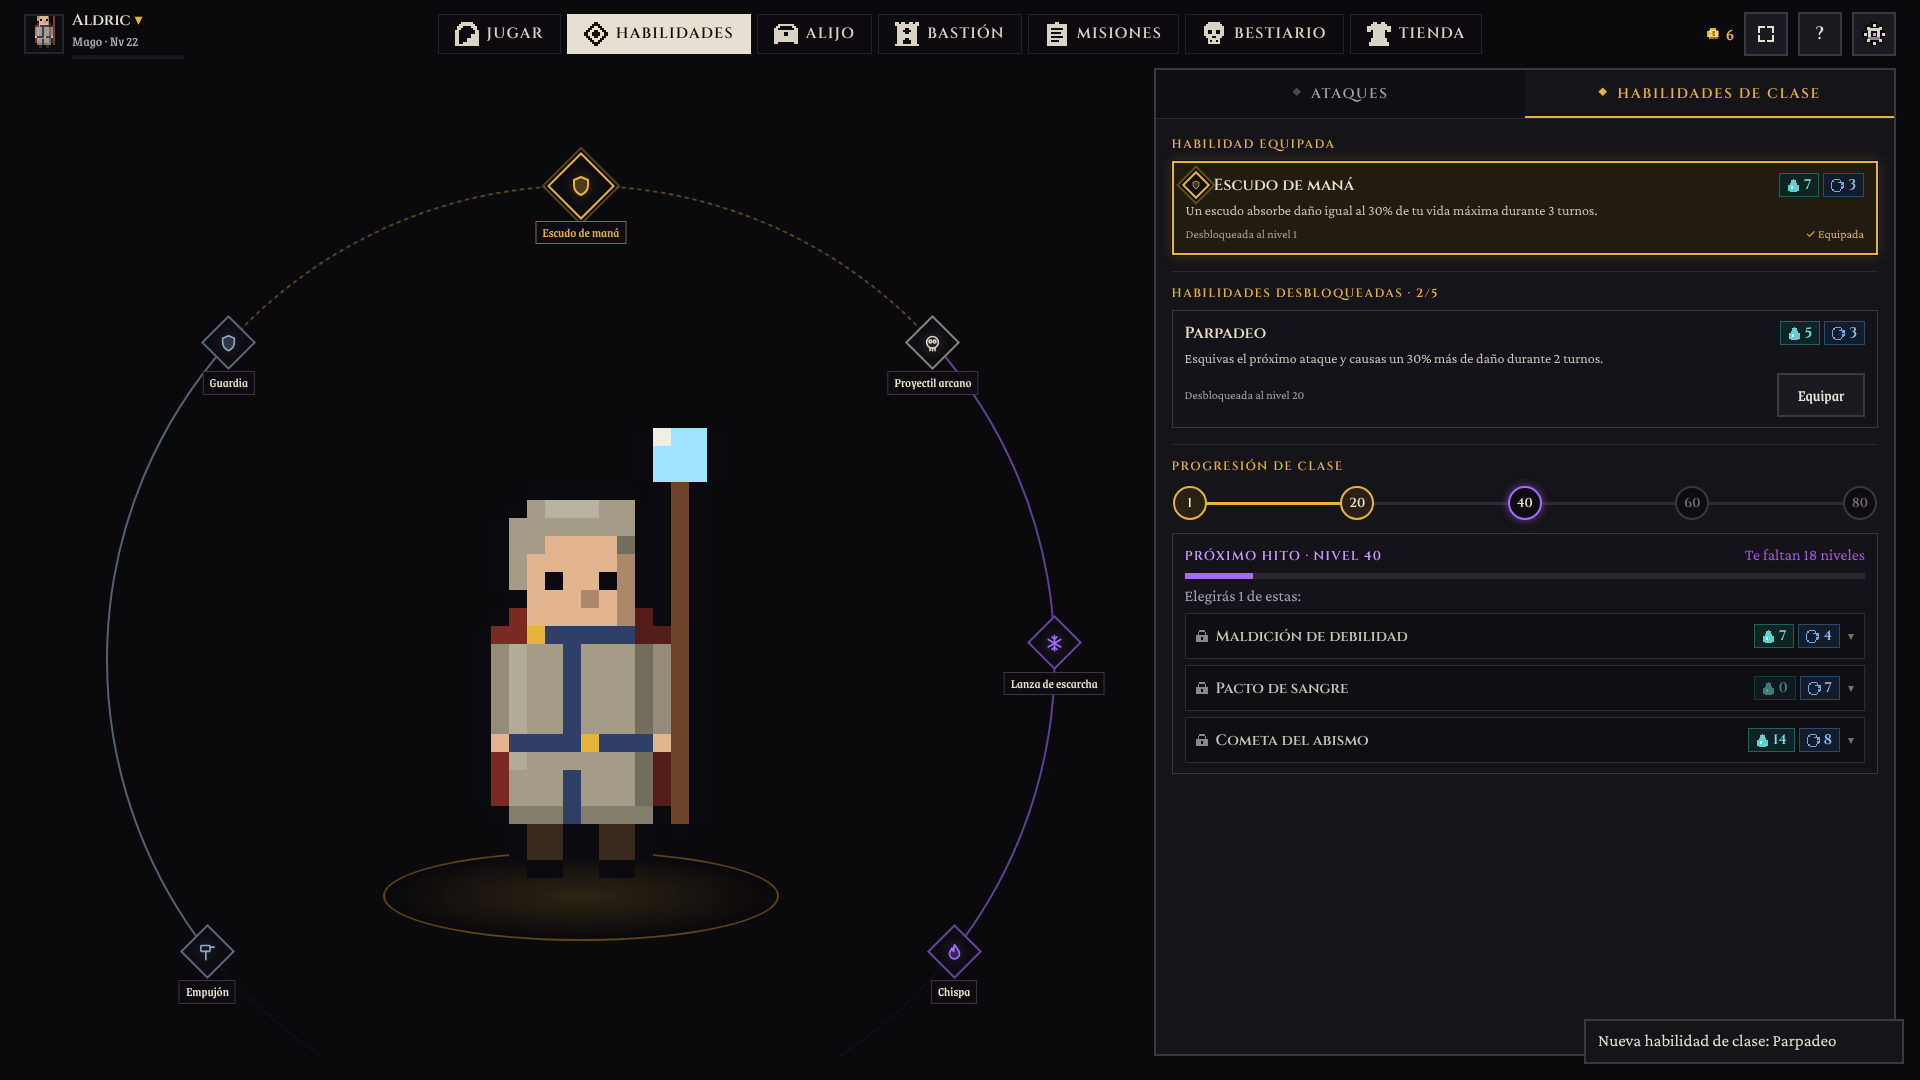 ALDRIC ▾
Mago · Nv 22
JUGAR
HABILIDADES
ALIJO
BASTIÓN
MISIONES
BESTIARIO
TIENDA
6
?
Escudo de maná
Guardia
Proyectil arcano
Lanza de escarcha
Empujón
Chispa
ATAQUES
HABILIDADES DE CLASE
HABILIDAD EQUIPADA
ESCUDO DE MANÁ
7
3
Un escudo absorbe daño igual al 30% de tu vida máxima durante 3 turnos.
Desbloqueada al nivel 1
✓ Equipada
HABILIDADES DESBLOQUEADAS · 2/5
PARPADEO
5
3
Esquivas el próximo ataque y causas un 30% más de daño durante 2 turnos.
Desbloqueada al nivel 20
Equipar
PROGRESIÓN DE CLASE
1
20
40
60
80
PRÓXIMO HITO · NIVEL 40
Te faltan 18 niveles
Elegirás 1 de estas:
MALDICIÓN DE DEBILIDAD
7
4
PACTO DE SANGRE
0
7
COMETA DEL ABISMO
14
8
Nueva habilidad de clase: Parpadeo